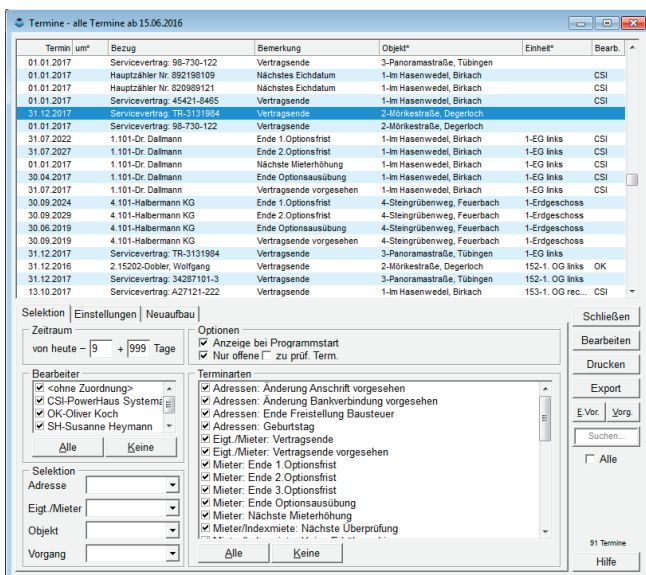 Termine - alle Termine ab 15.06.2016
Termin um° Bezug Bemerkung Objekt° Einheit° Bearb.
01.01.2017 Servicevertrag: 98-730-122 Vertragsende 3-Panoramastraße, Tübingen
01.01.2017 Hauptzähler Nr. 892198109 Nächstes Eichdatum 1-Im Hasenwedel, Birkach CSI
01.01.2017 Hauptzähler Nr. 820989121 Nächstes Eichdatum 1-Im Hasenwedel, Birkach CSI
01.01.2017 Servicevertrag: 45421-8465 Vertragsende 1-Im Hasenwedel, Birkach CSI
31.12.2017 Servicevertrag: TR-3131984 Vertragsende 2-Mörikestraße, Degerloch
01.01.2017 Servicevertrag: 98-730-122 Vertragsende 2-Mörikestraße, Degerloch
31.07.2022 1.101-Dr. Dallmann Ende 1.Optionsfrist 1-Im Hasenwedel, Birkach 1-EG links CSI
31.07.2027 1.101-Dr. Dallmann Ende 2.Optionsfrist 1-Im Hasenwedel, Birkach 1-EG links CSI
01.01.2017 1.101-Dr. Dallmann Nächste Mieterhöhung 1-Im Hasenwedel, Birkach 1-EG links CSI
30.04.2017 1.101-Dr. Dallmann Ende Optionsausübung 1-Im Hasenwedel, Birkach 1-EG links CSI
31.07.2017 1.101-Dr. Dallmann Vertragsende vorgesehen 1-Im Hasenwedel, Birkach 1-EG links CSI
30.09.2024 4.101-Halbermann KG Ende 1.Optionsfrist 4-Steingrübenweg, Feuerbach 1-Erdgeschoss
30.09.2029 4.101-Halbermann KG Ende 2.Optionsfrist 4-Steingrübenweg, Feuerbach 1-Erdgeschoss
30.06.2019 4.101-Halbermann KG Ende Optionsausübung 4-Steingrübenweg, Feuerbach 1-Erdgeschoss
30.09.2019 4.101-Halbermann KG Vertragsende vorgesehen 4-Steingrübenweg, Feuerbach 1-Erdgeschoss
31.12.2017 Servicevertrag: TR-3131984 Vertragsende 3-Panoramastraße, Tübingen 1-EG links
31.12.2016 2.15202-Dobler, Wolfgang Vertragsende 2-Mörikestraße, Degerloch 152-1. OG links OK
31.12.2016 Servicevertrag: 34287101-3 Vertragsende 3-Panoramastraße, Tübingen 152-1. OG links
13.10.2017 Servicevertrag: A27121-222 Vertragsende 1-Im Hasenwedel, Birkach 153-1. OG rec... CSI
Selektion Einstellungen Neuaufbau
Zeitraum
von heute – 9 + 999 Tage
Optionen
Anzeige bei Programmstart
Nur offene zu prüf. Term.
Bearbeiter
<ohne Zuordnung>
CSI-PowerHaus Systema
OK-Oliver Koch
SH-Susanne Heymann
Alle Keine
Selektion
Adresse
Eigt./Mieter
Objekt
Vorgang
Terminarten
Adressen: Änderung Anschrift vorgesehen
Adressen: Änderung Bankverbindung vorgesehen
Adressen: Ende Freistellung Bausteuer
Adressen: Geburtstag
Eigt./Mieter: Vertragsende
Eigt./Mieter: Vertragsende vorgesehen
Mieter: Ende 1.Optionsfrist
Mieter: Ende 2.Optionsfrist
Mieter: Ende 3.Optionsfrist
Mieter: Ende Optionsausübung
Mieter: Nächste Mieterhöhung
Mieter/Indexmiete: Nächste Überprüfung
Alle Keine
Schließen
Bearbeiten
Drucken
Export
E.Vor. Vorg.
Suchen...
Alle
91 Termine
Hilfe